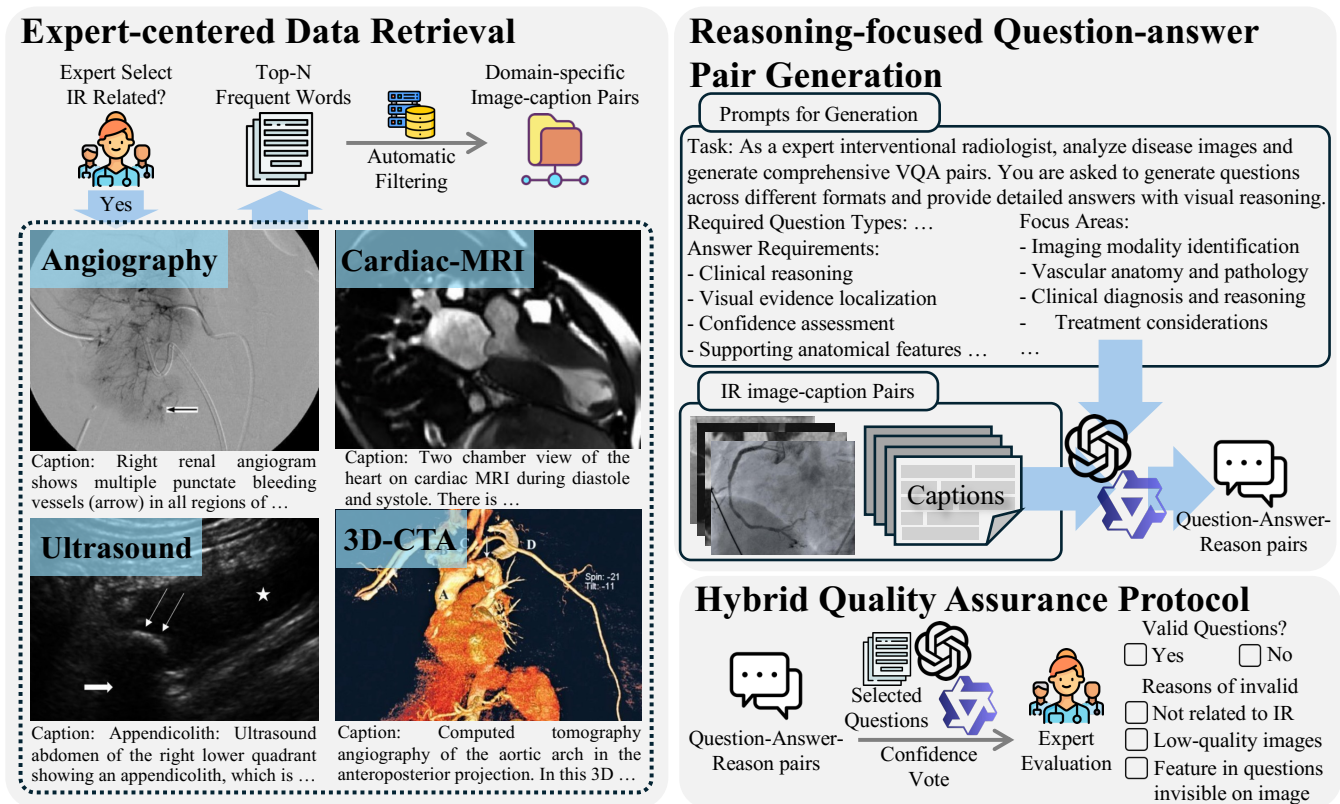 Expert-centered Data Retrieval
Expert Select
IR Related?
Top-N
Frequent Words
Domain-specific
Image-caption Pairs
Automatic
Filtering
Yes
Angiography
Caption: Right renal angiogram
shows multiple punctate bleeding
vessels (arrow) in all regions of …
Cardiac-MRI
Caption: Two chamber view of the
heart on cardiac MRI during diastole
and systole. There is …
Ultrasound
Caption: Appendicolith: Ultrasound
abdomen of the right lower quadrant
showing an appendicolith, which is …
3D-CTA
D
Spin: -21
Tilt: -11
A
Caption: Computed tomography
angiography of the aortic arch in the
anteroposterior projection. In this 3D …
Reasoning-focused Question-answer
Pair Generation
Prompts for Generation
Task: As a expert interventional radiologist, analyze disease images and
generate comprehensive VQA pairs. You are asked to generate questions
across different formats and provide detailed answers with visual reasoning.
Required Question Types: …
Answer Requirements:
- Clinical reasoning
- Visual evidence localization
- Confidence assessment
- Supporting anatomical features …
Focus Areas:
- Imaging modality identification
- Vascular anatomy and pathology
- Clinical diagnosis and reasoning
- Treatment considerations
…
IR image-caption Pairs
Captions
Question-Answer-
Reason pairs
Hybrid Quality Assurance Protocol
Question-Answer-
Reason pairs
Selected
Questions
Confidence
Vote
Expert
Evaluation
Valid Questions?
Yes
No
Reasons of invalid
Not related to IR
Low-quality images
Feature in questions
invisible on image